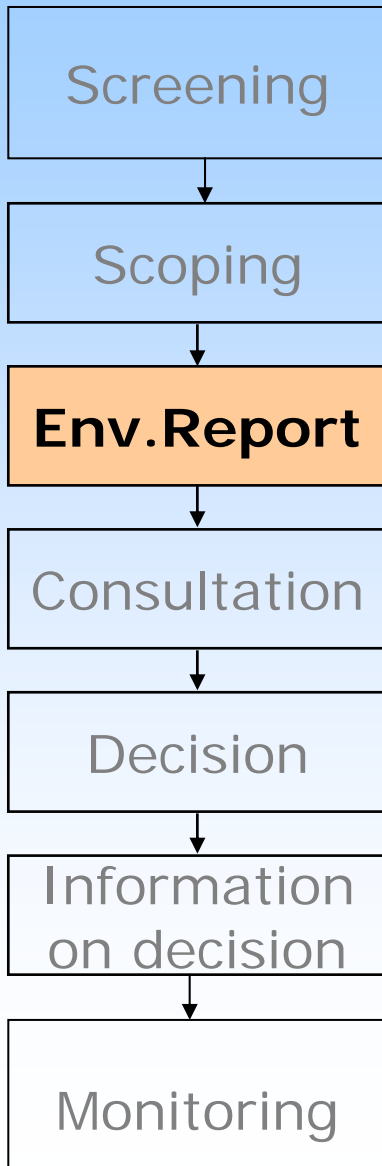 Screening
Scoping
Env.Report
Consultation
Decision
Information
on decision
Monitoring